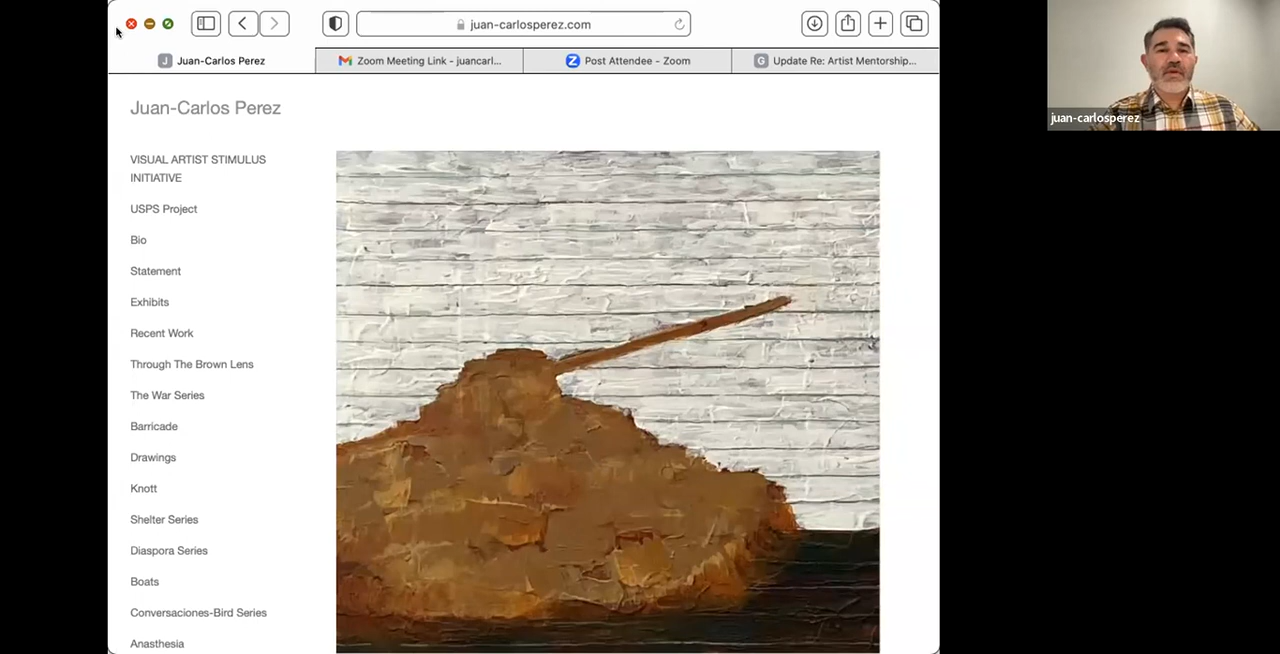 juan-carlosperez.com
J Juan-Carlos Perez
Zoom Meeting Link - juancarl...
Post Attendee - Zoom
G Update Re: Artist Mentorship...
juan-carlosperez
Juan-Carlos Perez
VISUAL ARTIST STIMULUS
INITIATIVE
USPS Project
Bio
Statement
Exhibits
Recent Work
Through The Brown Lens
The War Series
Barricade
Drawings
Knott
Shelter Series
Diaspora Series
Boats
Conversaciones-Bird Series
Anasthesia